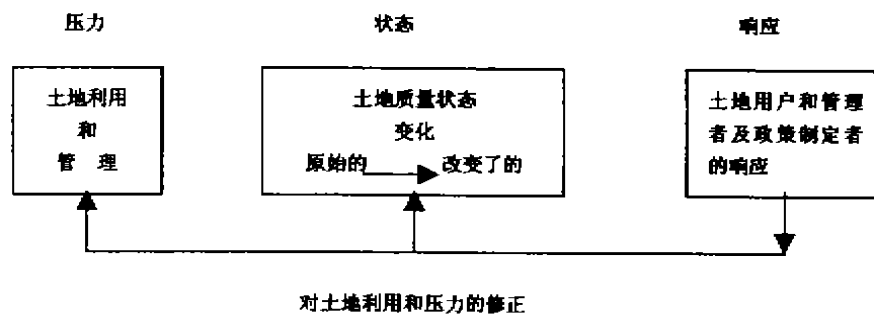 压力 状态 响应
土地利用
和
管 理
土地质量状态
变化
原始的 改变了的
土地用户和管理
者及政策制定者
的响应
对土地利用和压力的修正